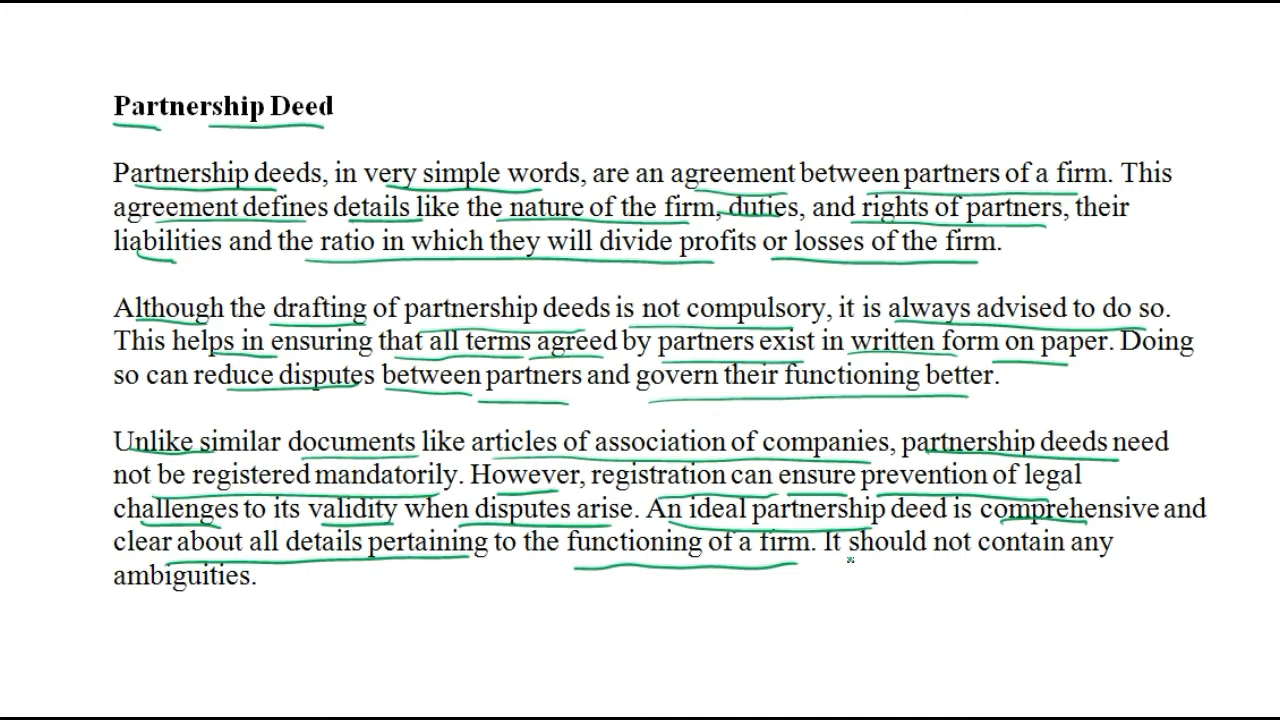 Partnership Deed
Partnership deeds, in very simple words, are an agreement between partners of a firm. This
agreement defines details like the nature of the firm, duties, and rights of partners, their
liabilities and the ratio in which they will divide profits or losses of the firm.
Although the drafting of partnership deeds is not compulsory, it is always advised to do so.
This helps in ensuring that all terms agreed by partners exist in written form on paper. Doing
so can reduce disputes between partners and govern their functioning better.
Unlike similar documents like articles of association of companies, partnership deeds need
not be registered mandatorily. However, registration can ensure prevention of legal
challenges to its validity when disputes arise. An ideal partnership deed is comprehensive and
clear about all details pertaining to the functioning of a firm. It should not contain any
ambiguities.